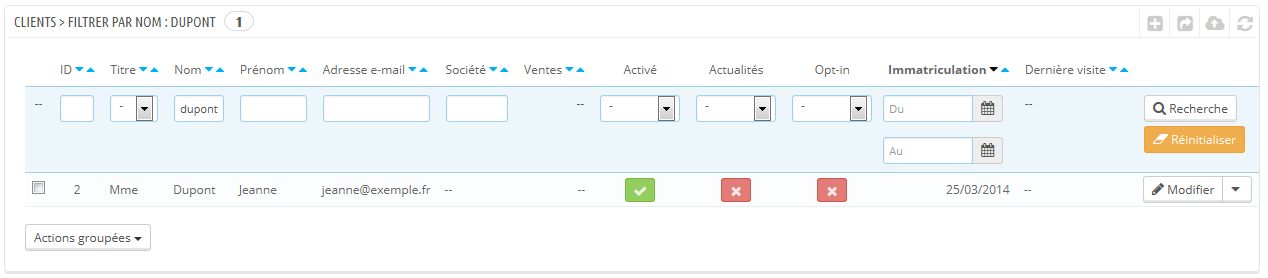 CLIENTS > FILTRER PAR NOM : DUPONT 1
ID Titre Nom Prénom Adresse e-mail Société Ventes Activé Actualités Opt-in Immatriculation Dernière visite
-- - dupont -- - - - Du -- Recherche
Au Réinitialiser
2 Mme Dupont Jeanne jeanne@exemple.fr -- -- 25/03/2014 -- Modifier
Actions groupées